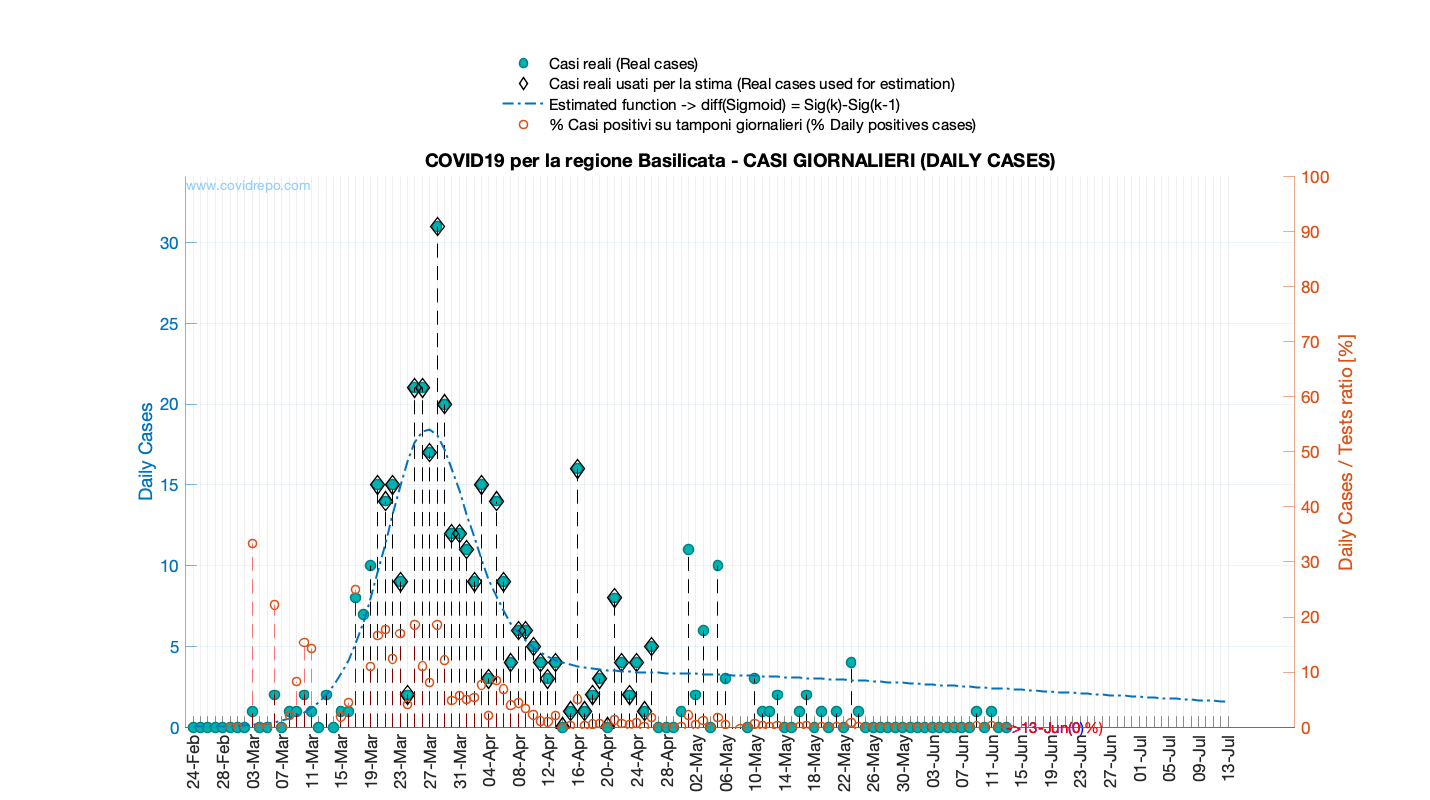 Casi reali (Real cases)
Casi reali usati per la stima (Real cases used for estimation)
Estimated function -> diff(Sigmoid) = Sig(k)-Sig(k-1)
% Casi positivi su tamponi giornalieri (% Daily positives cases)
COVID19 per la regione Basilicata - CASI GIORNALIERI (DAILY CASES)
www.covidrepo.com
Daily Cases
30
25
20
15
10
5
0
100
90
80
70
60
50
40
30
20
10
0
Daily Cases / Tests ratio [%]
->13-Jun(0%)
24-Feb
28-Feb
03-Mar
07-Mar
11-Mar
15-Mar
19-Mar
23-Mar
27-Mar
31-Mar
04-Apr
08-Apr
12-Apr
16-Apr
20-Apr
24-Apr
28-Apr
02-May
06-May
10-May
14-May
18-May
22-May
26-May
30-May
03-Jun
07-Jun
11-Jun
15-Jun
19-Jun
23-Jun
27-Jun
01-Jul
05-Jul
09-Jul
13-Jul